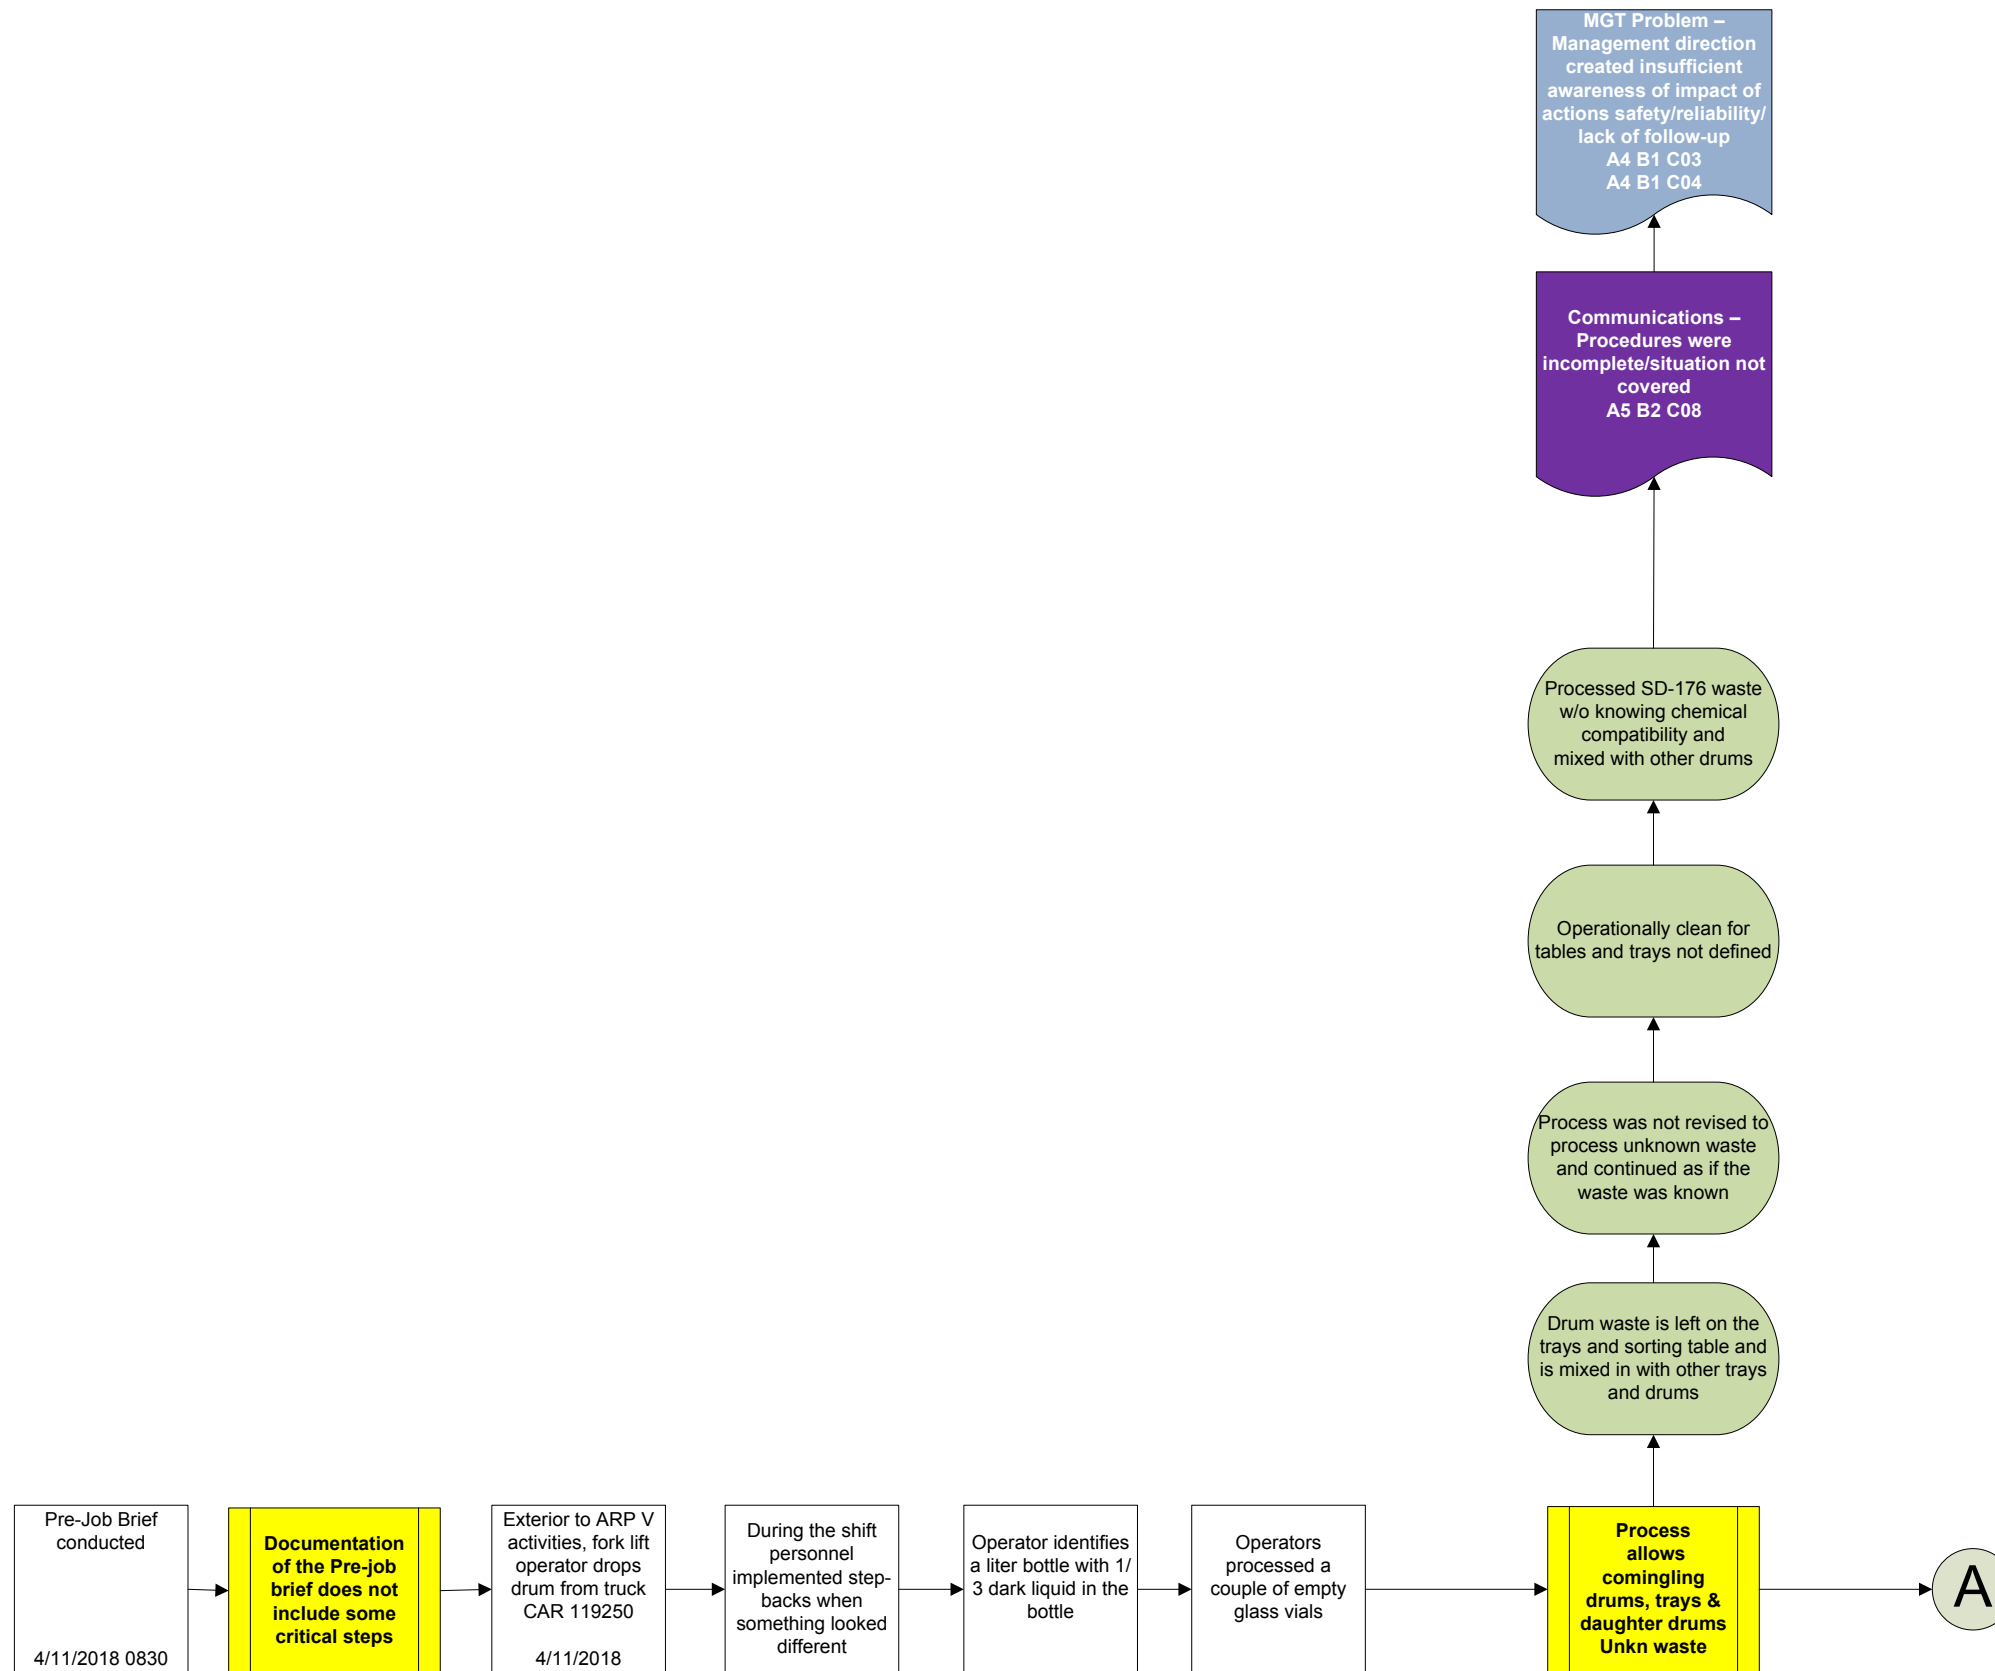 MGT Problem –
Management direction
created insufficient
awareness of impact of
actions safety/reliability/
lack of follow-up
A4 B1 C03
A4 B1 C04
Communications –
Procedures were
incomplete/situation not
covered
A5 B2 C08
Processed SD-176 waste
w/o knowing chemical
compatibility and
mixed with other drums
Operationally clean for
tables and trays not defined
Process was not revised to
process unknown waste
and continued as if the
waste was known
Drum waste is left on the
trays and sorting table and
is mixed in with other trays
and drums
Pre-Job Brief
conducted
4/11/2018 0830
Documentation
of the Pre-job
brief does not
include some
critical steps
Exterior to ARP V
activities, fork lift
operator drops
drum from truck
CAR 119250
4/11/2018
During the shift
personnel
implemented step-
backs when
something looked
different
Operator identifies
a liter bottle with 1/
3 dark liquid in the
bottle
Operators
processed a
couple of empty
glass vials
Process
allows
comingling
drums, trays &
daughter drums
Unkn waste
A